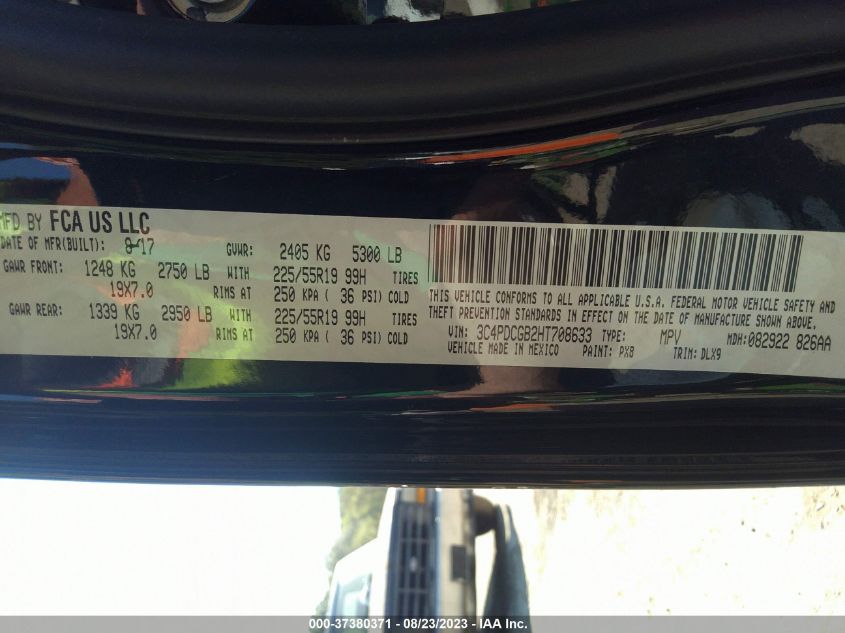 MFD BY FCA US LLC
DATE OF MFR(BUILT): 8-17 GVWR: 2405 KG 5300 LB
GAWR FRONT: 1248 KG 2750 LB WITH 225/55R19 99H TIRES
19X7.0 RIMS AT 250 KPA ( 36 PSI) COLD
GAWR REAR: 1339 KG 2950 LB WITH 225/55R19 99H TIRES
19X7.0 RIMS AT 250 KPA ( 36 PSI) COLD
THIS VEHICLE CONFORMS TO ALL APPLICABLE U.S.A. FEDERAL MOTOR VEHICLE SAFETY AND
THEFT PREVENTION STANDARDS IN EFFECT ON THE DATE OF MANUFACTURE SHOWN ABOVE.
VIN: 3C4PDCGB2HT708633 TYPE: MPV MDH:082922 826AA
VEHICLE MADE IN MEXICO PAINT: PX8 TRIM: DLX9
000-37380371 - 08/23/2023 - IAA Inc.